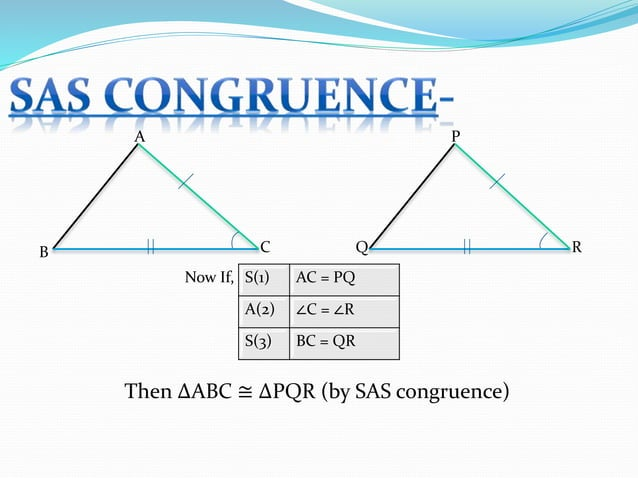 SAS CONGRUENCE-
A P
B C Q R
Now If, S(1) AC = PQ
A(2) ∠C = ∠R
S(3) BC = QR
Then ΔABC ≅ ΔPQR (by SAS congruence)